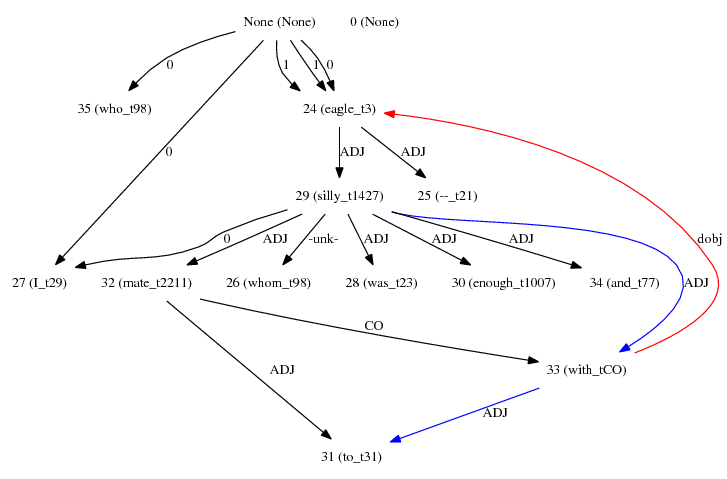 None (None) 0 (None)
0 1 1 0
35 (who_t98) 24 (eagle_t3)
0 ADJ ADJ
29 (silly_t1427) 25 (--_t21)
0 ADJ -unk- ADJ ADJ ADJ dobj
27 (I_t29) 32 (mate_t2211) 26 (whom_t98) 28 (was_t23) 30 (enough_t1007) 34 (and_t77) ADJ
CO
ADJ 33 (with_tCO)
ADJ
31 (to_t31)